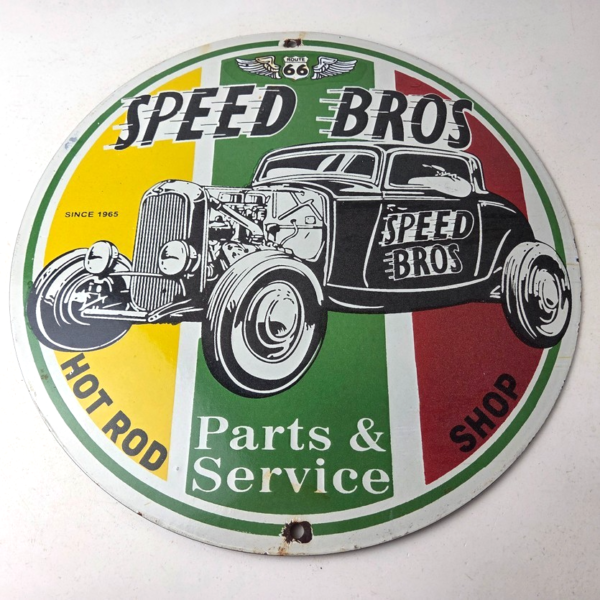 ROUTE
66
SPEED BROS
SINCE 1965
SPEED
BROS
HOT ROD
SHOP
Parts &
Service